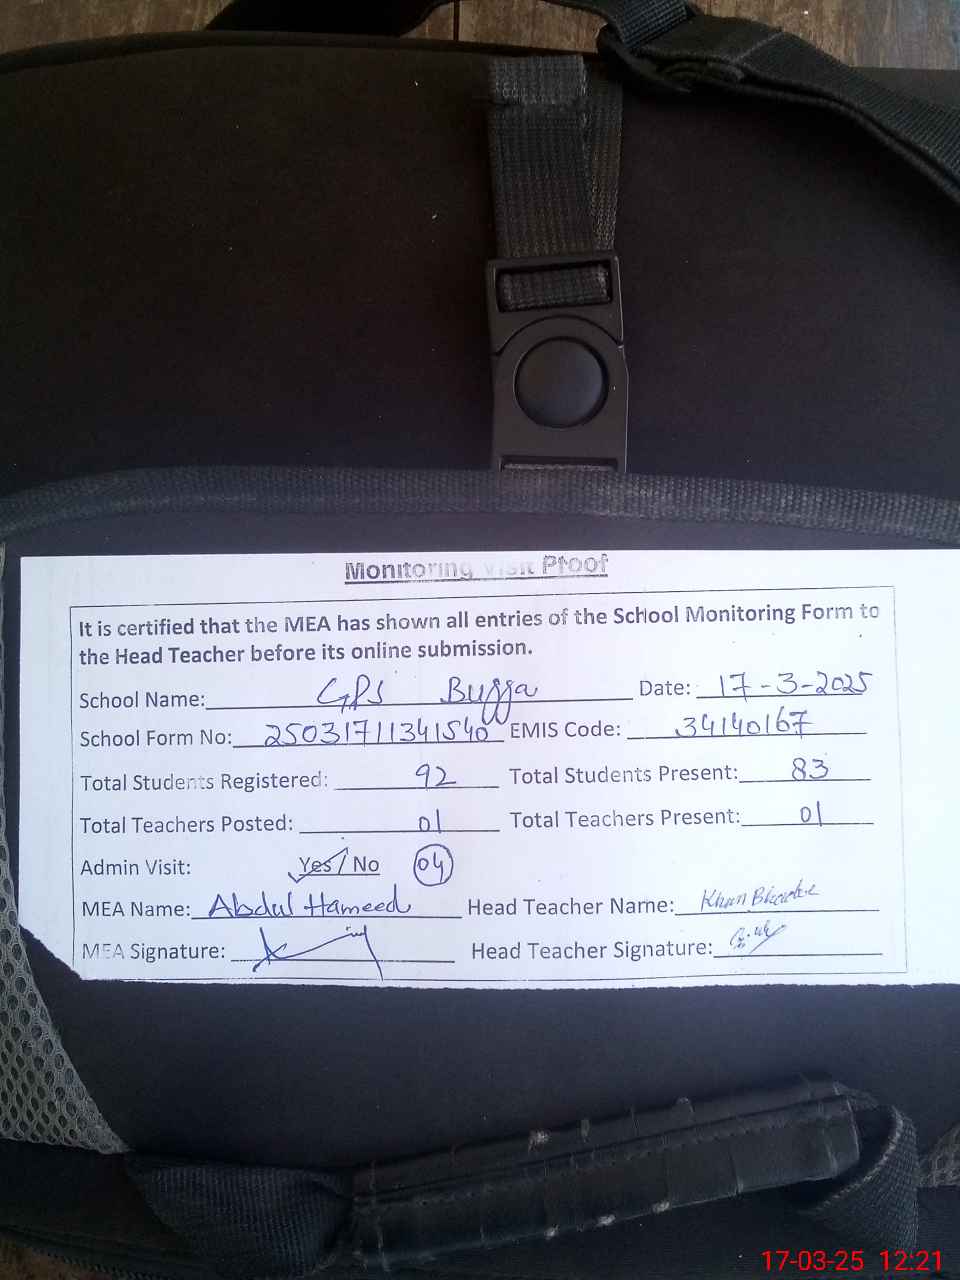 Monitoring Visit Proof
It is certified that the MEA has shown all entries of the School Monitoring Form to
the Head Teacher before its online submission.
School Name: GPS Bugga Date: 17-3-2025
School Form No: 25031711341540 EMIS Code: 34140167
Total Students Registered: 92 Total Students Present: 83
Total Teachers Posted: 01 Total Teachers Present: 01
Admin Visit: Yes / No 04
MEA Name: Abdul Hameed Head Teacher Name: Khan
MEA Signature: Head Teacher Signature:
17-03-25 12:21